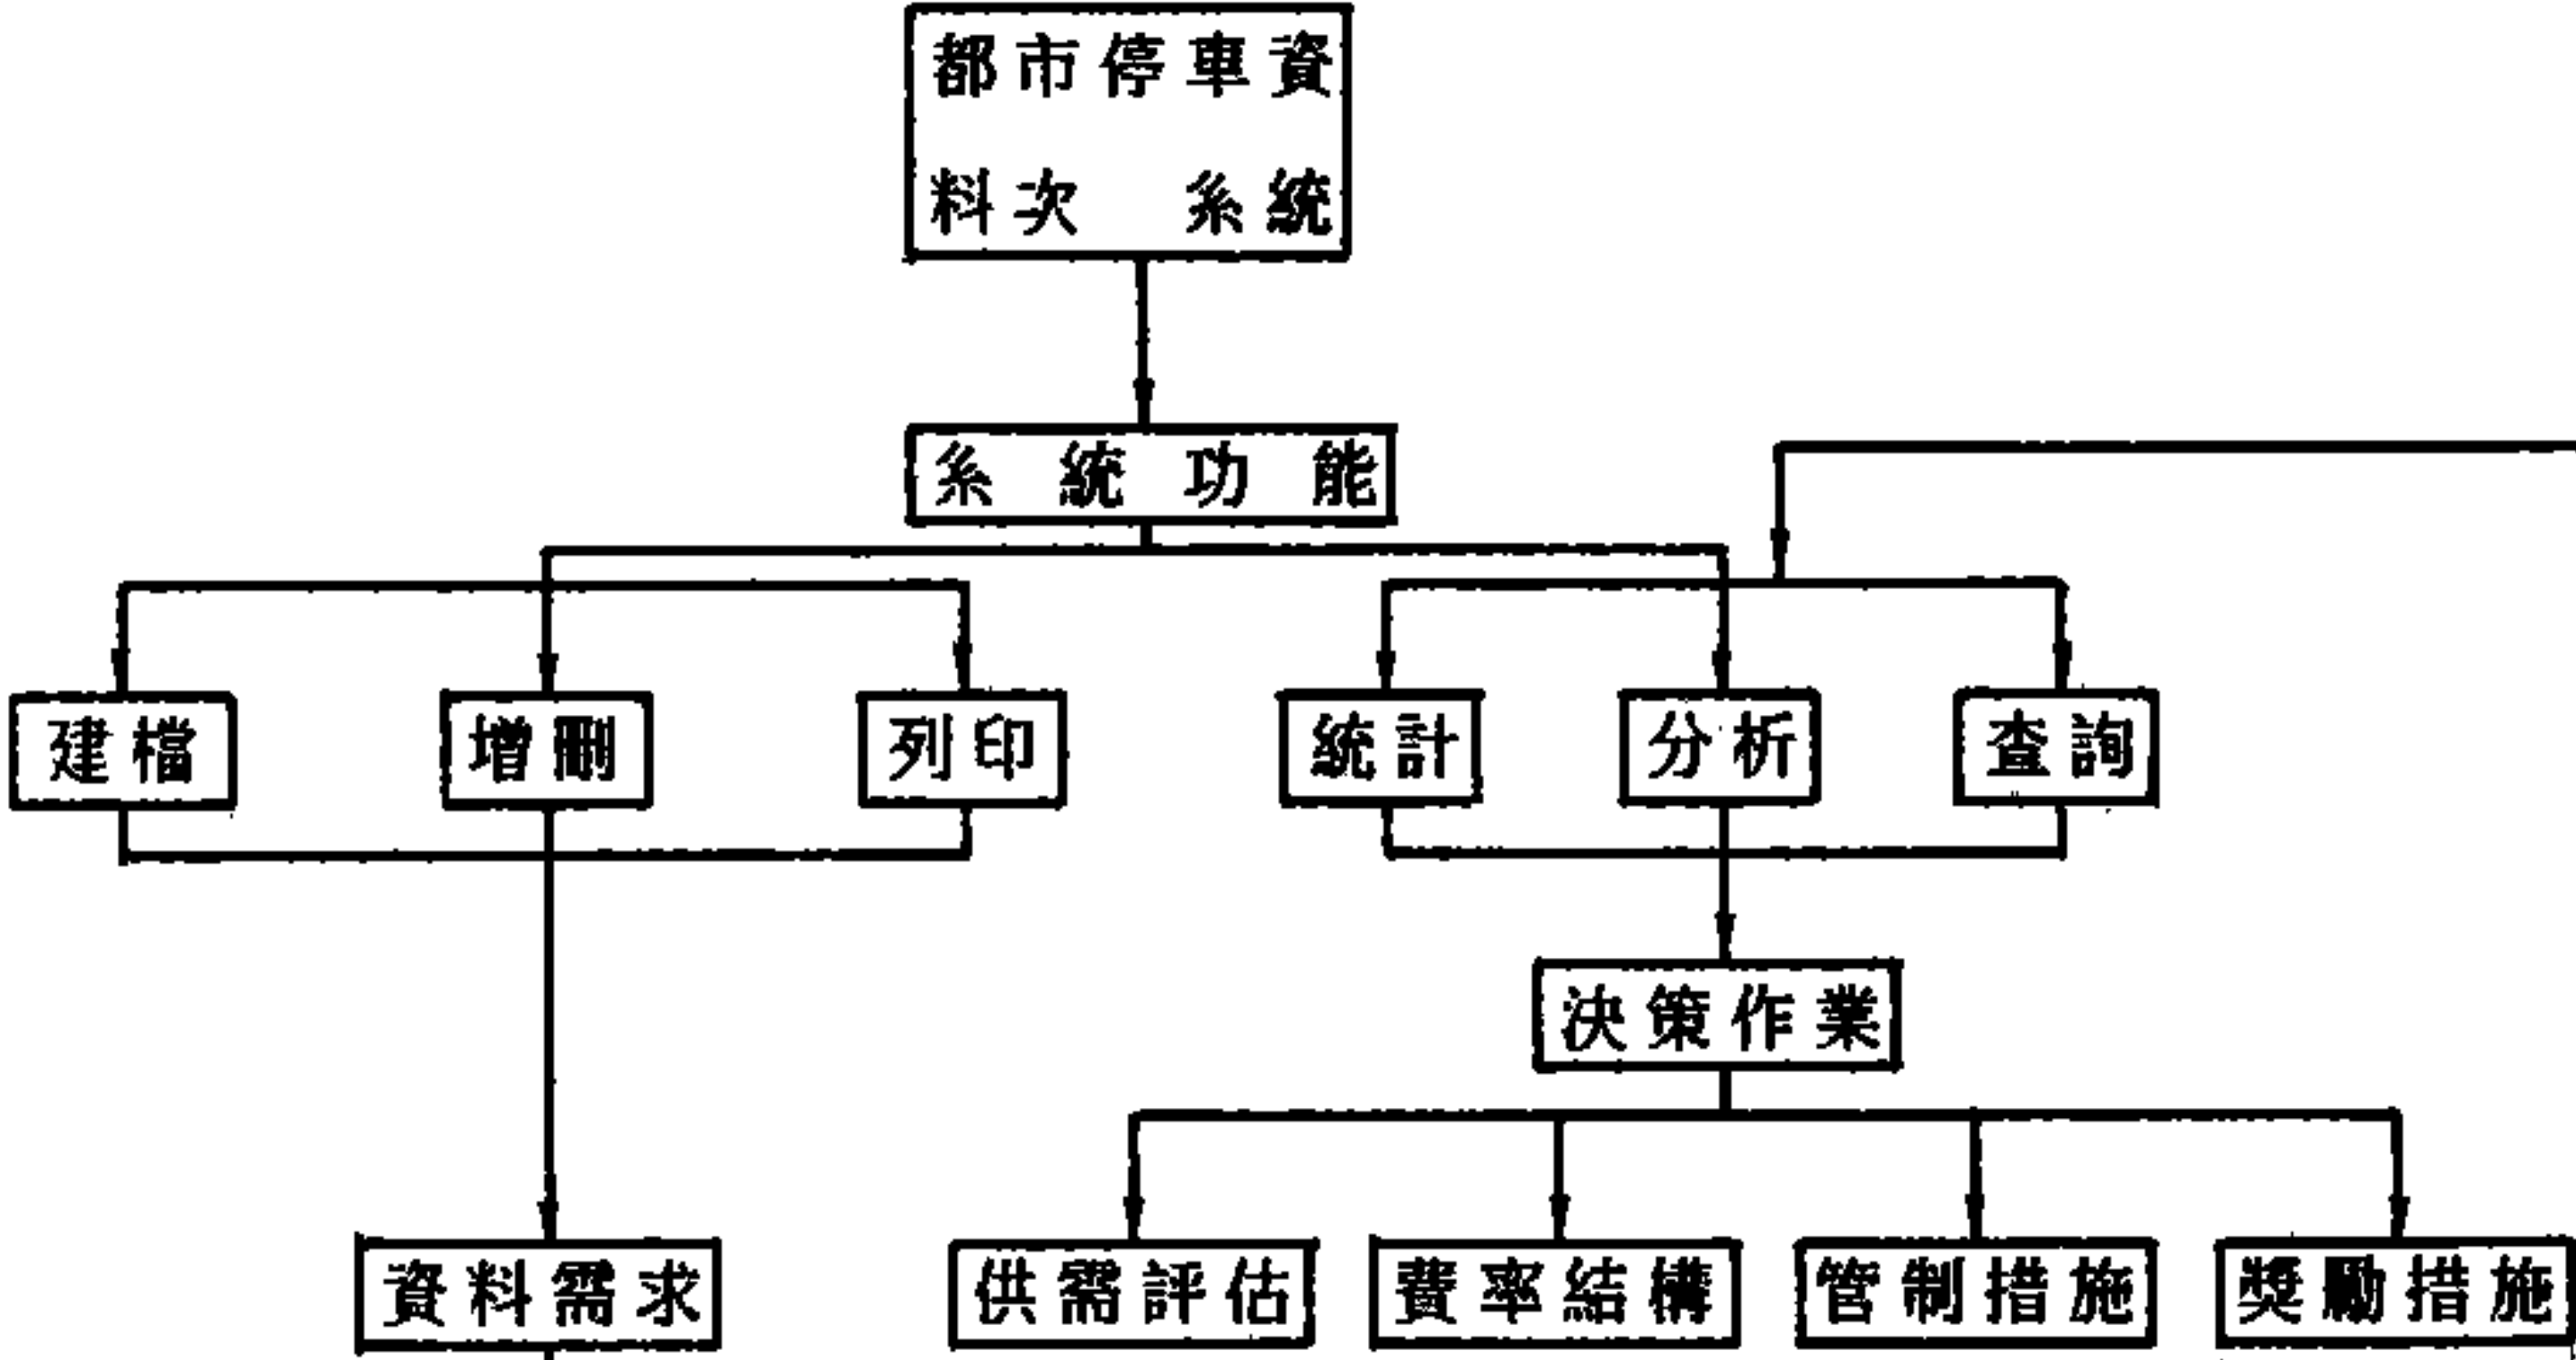 都市停車資
料次 系統
系統功能
建檔
增刪
列印
統計
分析
查詢
決策作業
資料需求
供需評估
費率結構
管制措施
獎勵措施